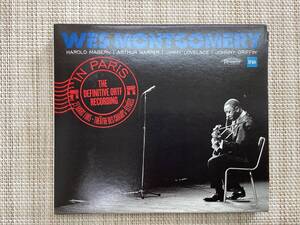 WES MONTGOMERY
HAROLD MABERN | ARTHUR HARPER | JIMMY LOVELACE | JOHNNY GRIFFIN
IN PARIS
THE
DEFINITIVE ORTF
RECORDING